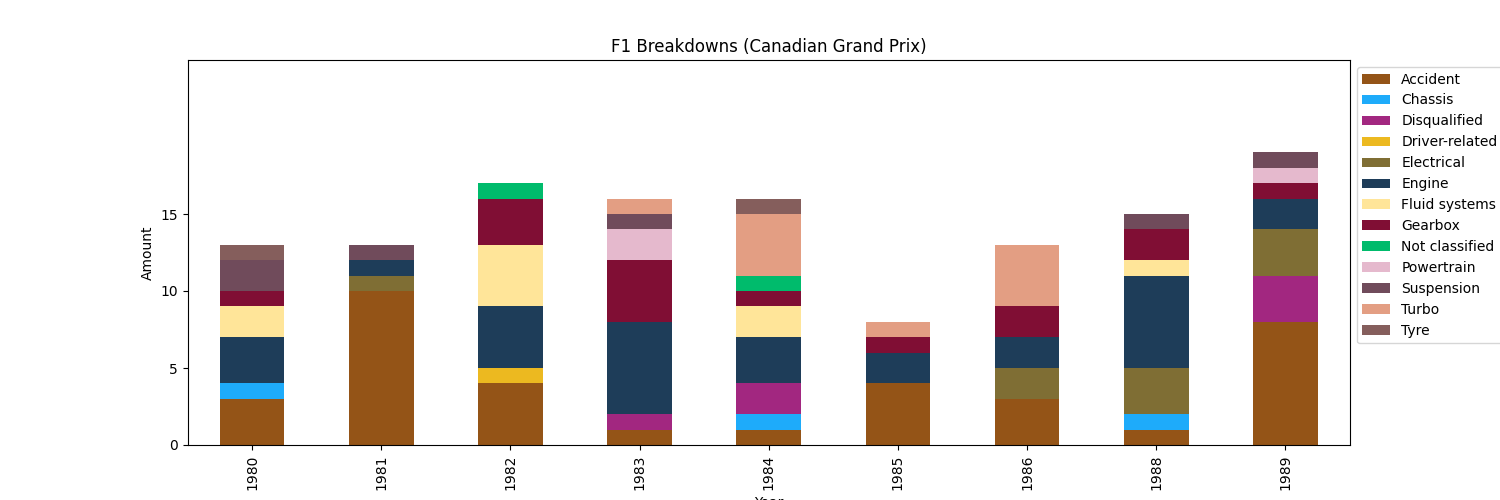 F1 Breakdowns (Canadian Grand Prix)
Amount
15
10
5
0
1980
1981
1982
1983
1984
1985
1986
1988
1989
Year
Accident
Chassis
Disqualified
Driver-related
Electrical
Engine
Fluid systems
Gearbox
Not classified
Powertrain
Suspension
Turbo
Tyre